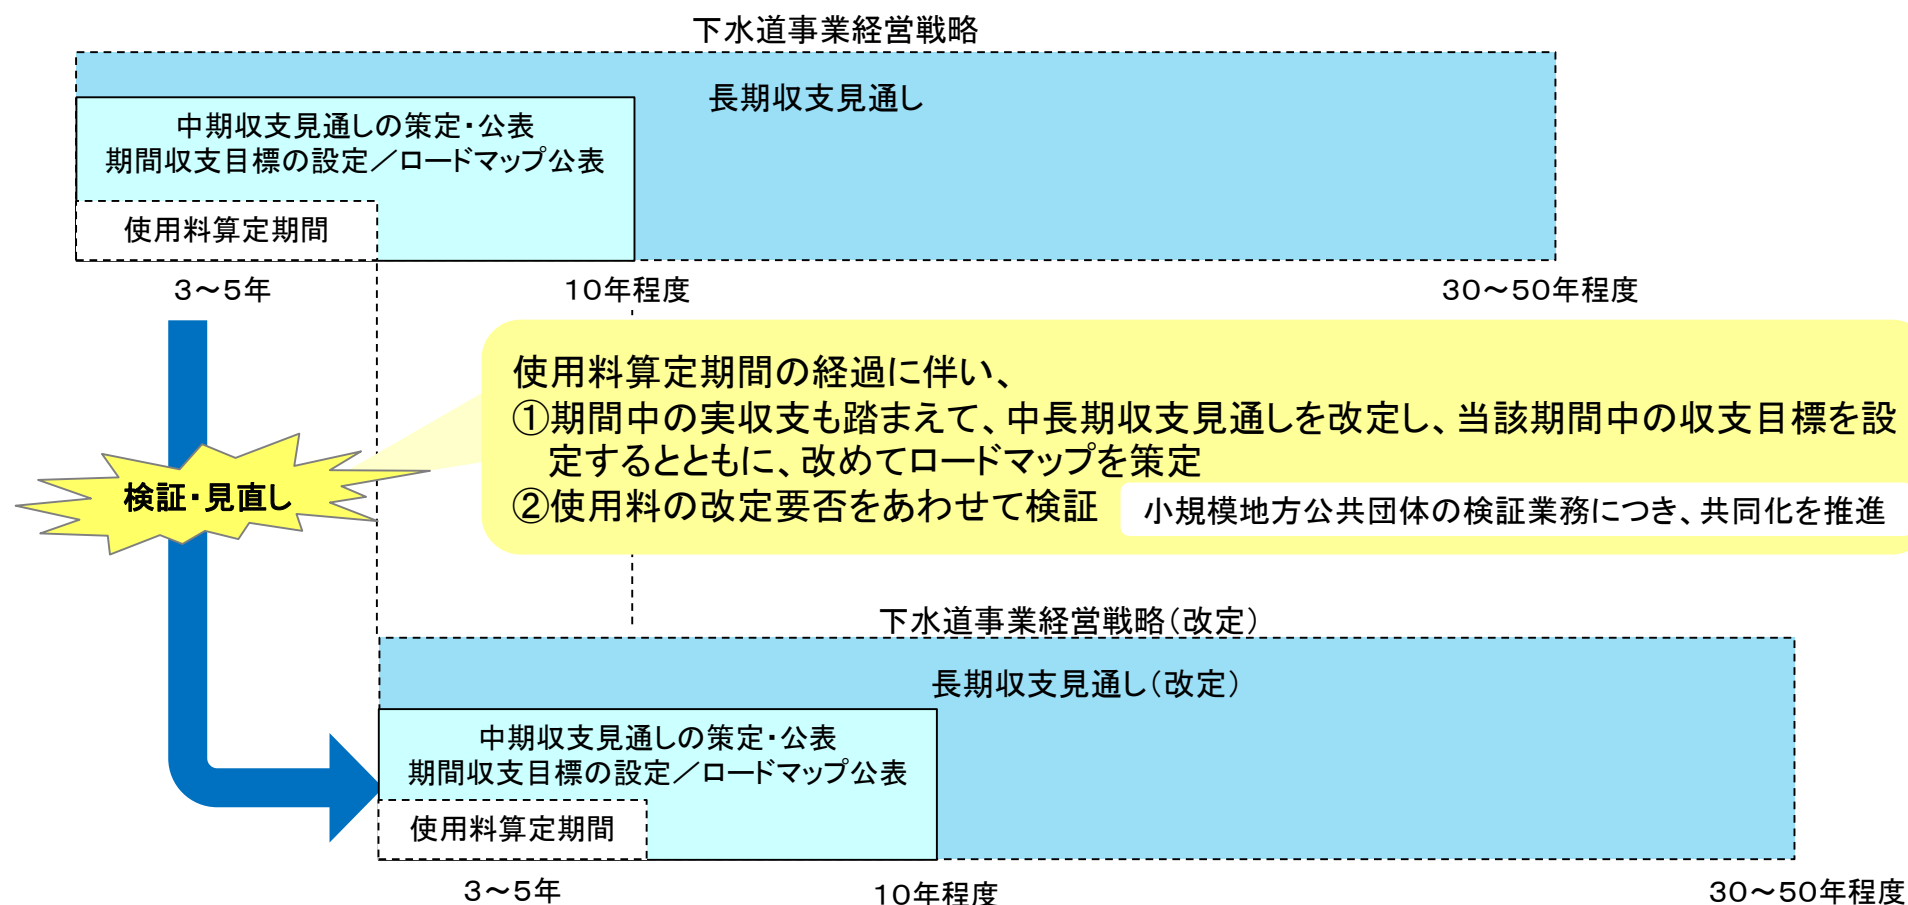 下水道事業経営戦略
長期収支見通し
中期収支見通しの策定・公表
期間収支目標の設定／ロードマップ公表
使用料算定期間
３～５年
１０年程度
３０～５０年程度
使用料算定期間の経過に伴い、
①期間中の実収支も踏まえて、中長期収支見通しを改定し、当該期間中の収支目標を設
定するとともに、改めてロードマップを策定
②使用料の改定要否をあわせて検証
小規模地方公共団体の検証業務につき、共同化を推進
検証・見直し
下水道事業経営戦略（改定）
長期収支見通し（改定）
中期収支見通しの策定・公表
期間収支目標の設定／ロードマップ公表
使用料算定期間
３～５年
１０年程度
３０～５０年程度